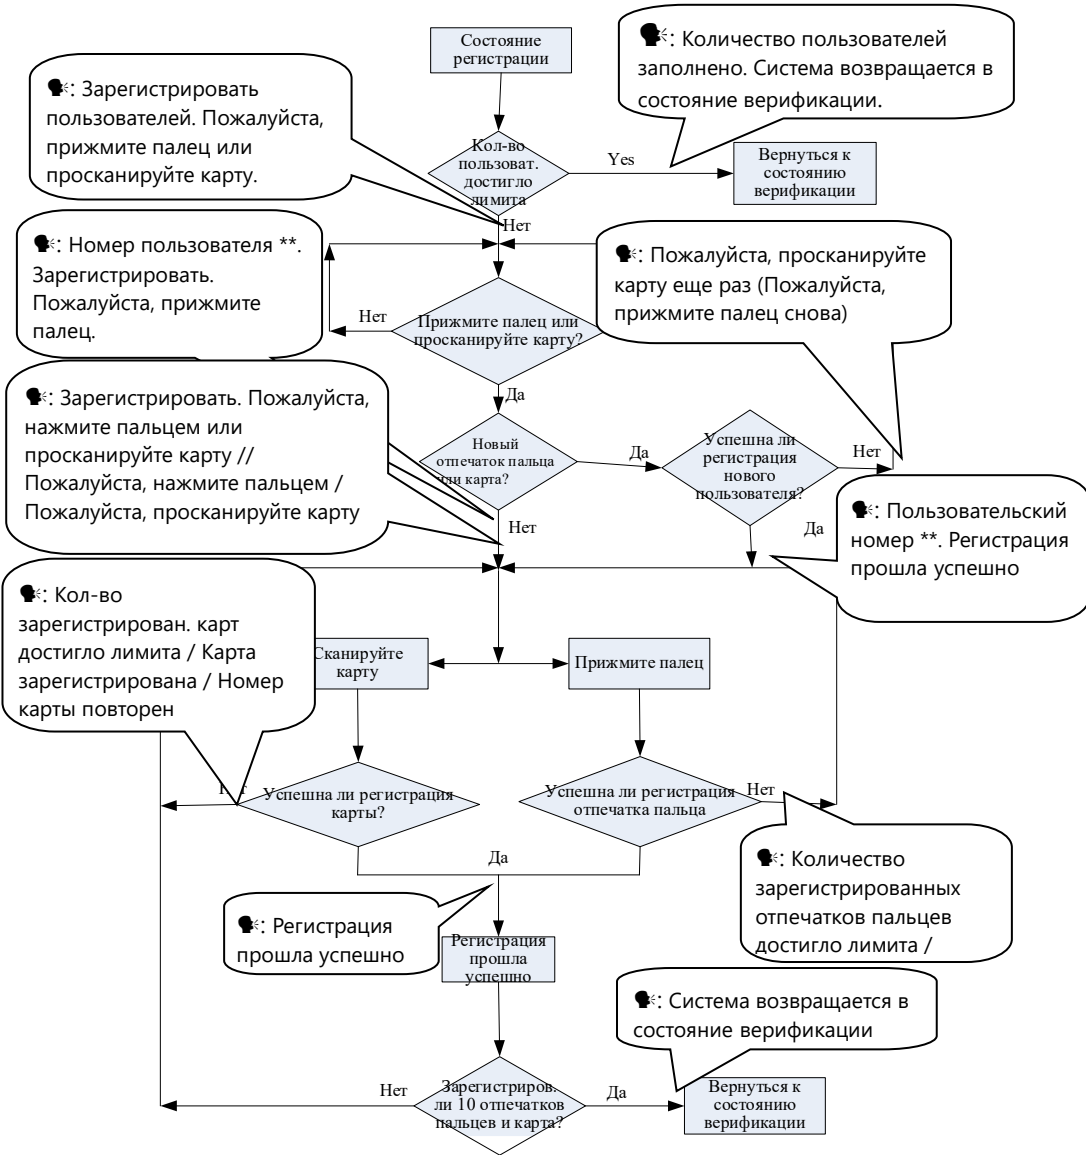 Состояние
регистрации
🗣: Количество пользователей
заполнено. Система возвращается в
состояние верификации.
🗣: Зарегистрировать
пользователей. Пожалуйста,
прижмите палец или
просканируйте карту.
Кол-во
пользоват.
достигло
лимита
Yes
Вернуться к
состоянию
верификации
Нет
🗣: Номер пользователя **.
Зарегистрировать.
Пожалуйста, прижмите
палец.
🗣: Пожалуйста, просканируйте
карту еще раз (Пожалуйста,
прижмите палец снова)
Нет
Прижмите палец или
просканируйте карту?
Да
🗣: Зарегистрировать. Пожалуйста,
нажмите пальцем или
просканируйте карту //
Пожалуйста, нажмите пальцем /
Пожалуйста, просканируйте карту
Новый
отпечаток пальца
или карта?
Да
Успешна ли
регистрация
нового
пользователя?
Нет
Нет
Да
🗣: Пользовательский
номер **. Регистрация
прошла успешно
🗣: Кол-во
зарегистрирован. карт
достигло лимита / Карта
зарегистрирована / Номер
карты повторен
Сканируйте
карту
Прижмите палец
Успешна ли регистрация
карты?
Успешна ли регистрация
отпечатка пальца
Нет
Да
🗣: Количество
зарегистрированных
отпечатков пальцев
достигло лимита /
🗣: Регистрация
прошла успешно
Регистрация
прошла
успешно
🗣: Система возвращается в
состояние верификации
Нет
Зарегистриров.
ли 10 отпечатков
пальцев и карта?
Да
Вернуться к
состоянию
верификации